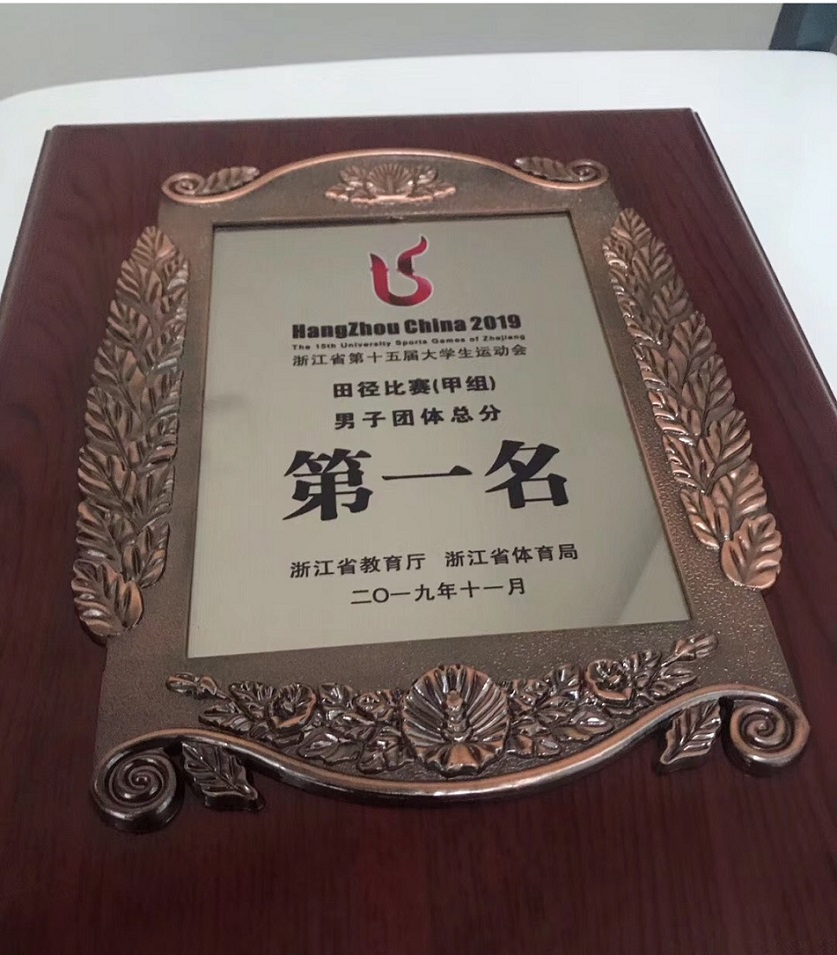 HangZhou China 2019
The 15th University Sports Games of Zhejiang
浙江省第十五届大学生运动会
田径比赛(甲组)
男子团体总分
第一名
浙江省教育厅 浙江省体育局
二〇一九年十一月